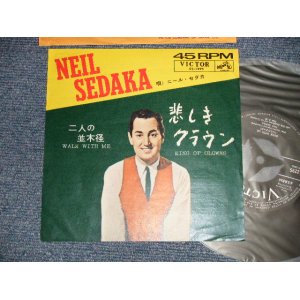 45 RPM
VICTOR
NEIL
SEDAKA
唄：ニール・セダカ
二人の
並木径
WALK WITH ME
悲しき
クラウン
KING OF CLOWNS
VICTOR